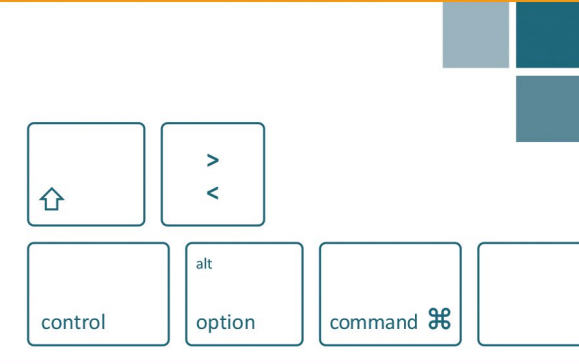 ⇧
>
<
control
alt
option
command ⌘